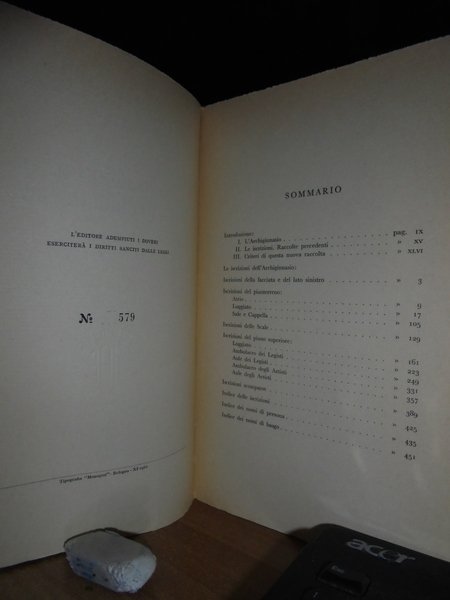 L'EDITORE ADEMPIUTI I DOVERI
ESERCITERÀ I DIRITTI SANCITI DALLE LEGGI
№ 579
Tipografia "Monograf" - Bologna -
SOMMARIO
Introduzione:
I. L'Archiginnasio . . . pag. IX
II. Le iscrizioni. Raccolte precedenti . . . » XV
III. Criteri di questa nuova raccolta . . . » XLVI
Le iscrizioni dell'Archiginnasio:
Iscrizioni della facciata e del lato sinistro . . . » 3
Iscrizioni del pianterreno:
Atrio . . . » 9
Loggiato . . . » 17
Sale e Cappella . . . » 105
Iscrizioni delle Scale . . . » 129
Iscrizioni del piano superiore:
Loggiato . . . » 161
Ambulacro dei Legisti . . . » 223
Aule dei Legisti . . . » 249
Ambulacro degli Artisti . . . » 331
Aule degli Artisti . . . » 357
Iscrizioni scomparse . . . » 389
Indice delle iscrizioni . . . » 425
Indice dei nomi di persona . . . » 435
Indice dei nomi di luogo . . . » 451
acer